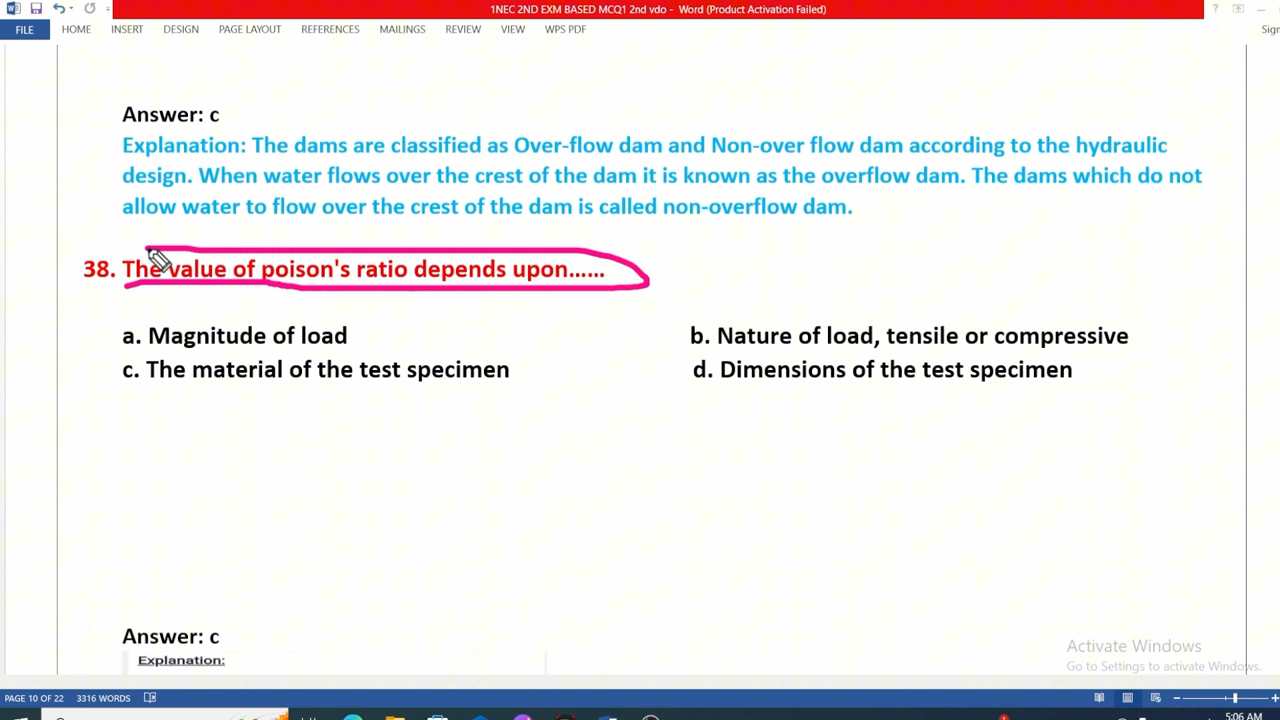 1NEC 2ND EXM BASED MCQ1 2nd vdo - Word (Product Activation Failed)
FILE HOME INSERT DESIGN PAGE LAYOUT REFERENCES MAILINGS REVIEW VIEW WPS PDF
Answer: c
Explanation: The dams are classified as Over-flow dam and Non-over flow dam according to the hydraulic
design. When water flows over the crest of the dam it is known as the overflow dam. The dams which do not
allow water to flow over the crest of the dam is called non-overflow dam.
38. The value of poison's ratio depends upon......
a. Magnitude of load b. Nature of load, tensile or compressive
c. The material of the test specimen d. Dimensions of the test specimen
Answer: c
Explanation:
Activate Windows
Go to Settings to activate Windows.
PAGE 10 OF 22 3316 WORDS
5:06 AM